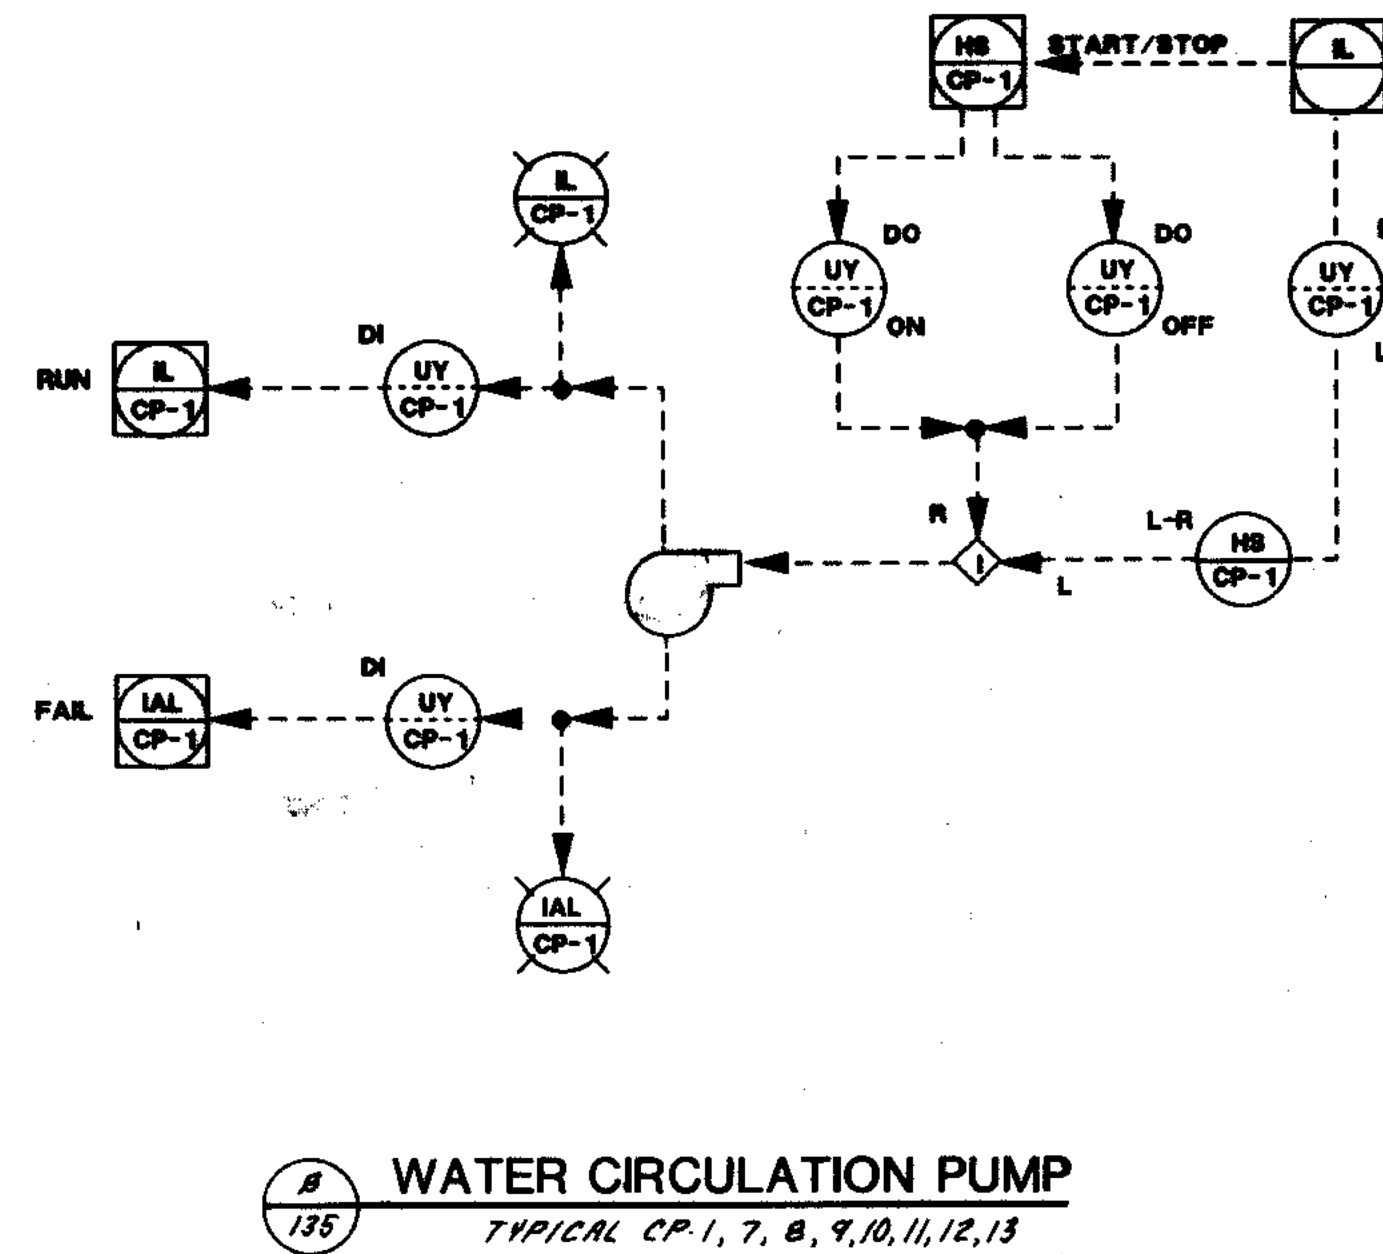 HS
CP-1
START/STOP
IL
IL
CP-1
DO
UY
CP-1
ON
DO
UY
CP-1
OFF
UY
CP-1
RUN
IL
CP-1
DI
UY
CP-1
R
I
L
L-R
HS
CP-1
FAIL
IAL
CP-1
DI
UY
CP-1
IAL
CP-1
B
135
WATER CIRCULATION PUMP
TYPICAL CP-1, 7, 8, 9, 10, 11, 12, 13